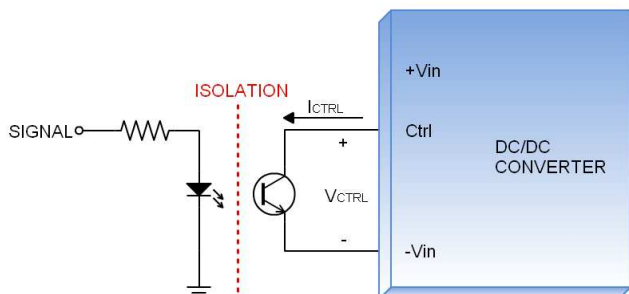 +Vin
ISOLATION
ICTRL
SIGNAL
+
Ctrl
DC/DC
CONVERTER
VCTRL
-
-Vin